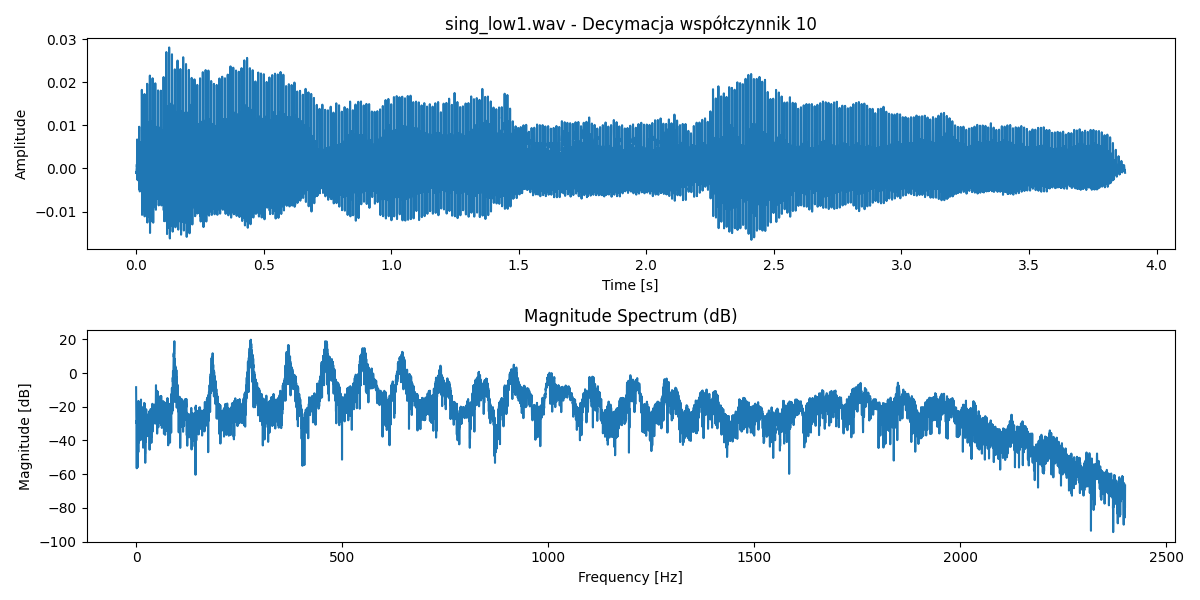 sing_low1.wav - Decymacja współczynnik 10
0.03
0.02
0.01
0.00
−0.01
Amplitude
0.0 0.5 1.0 1.5 2.0 2.5 3.0 3.5 4.0
Time [s]
Magnitude Spectrum (dB)
20
0
−20
−40
−60
−80
−100
Magnitude [dB]
0 500 1000 1500 2000 2500
Frequency [Hz]